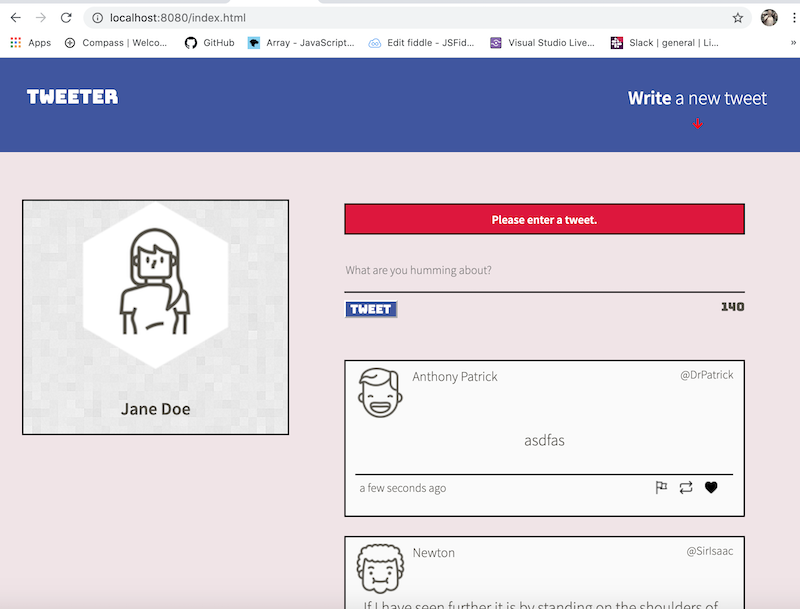 localhost:8080/index.html
Apps
Compass | Welco...
GitHub
Array - JavaScript...
Edit fiddle - JSFid...
Visual Studio Live...
Slack | general | Li...
»
TWEETER
Write a new tweet
Jane Doe
Please enter a tweet.
What are you humming about?
TWEET
140
Anthony Patrick
@DrPatrick
asdfas
a few seconds ago
Newton
@SirIsaac
If I have seen further it is by standing on the shoulders of